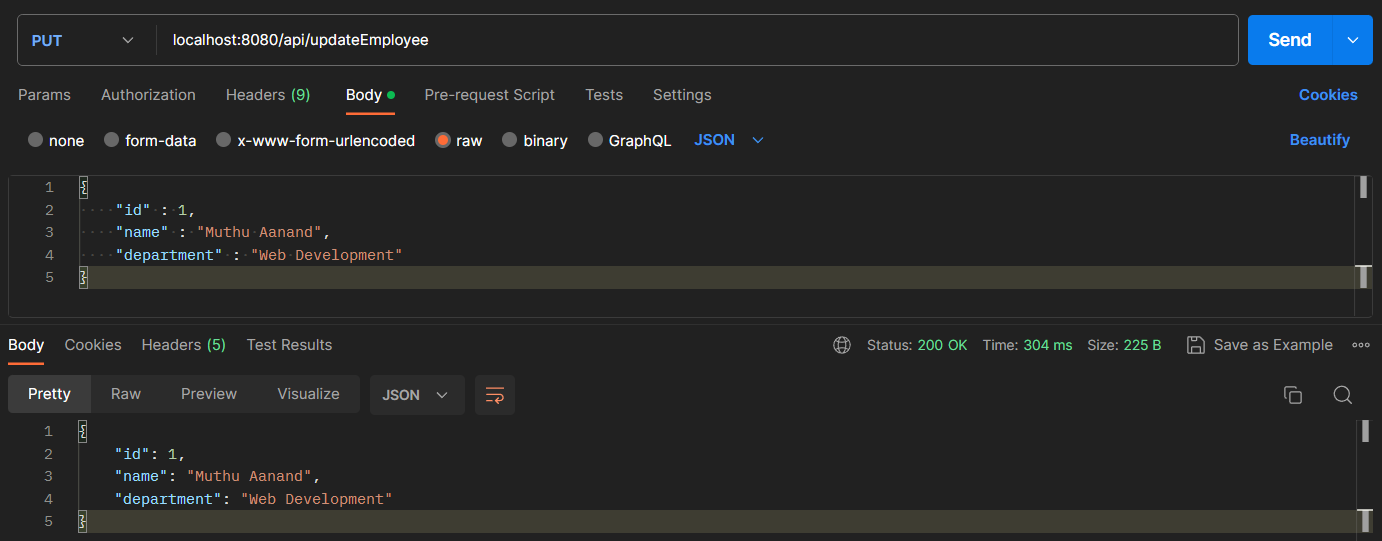 PUT localhost:8080/api/updateEmployee Send
Params Authorization Headers (9) Body Pre-request Script Tests Settings Cookies
none form-data x-www-form-urlencoded raw binary GraphQL JSON Beautify
1 {
2 "id" : 1,
3 "name" : "Muthu Aanand",
4 "department" : "Web Development"
5 }
Body Cookies Headers (5) Test Results Status: 200 OK Time: 304 ms Size: 225 B Save as Example
Pretty Raw Preview Visualize JSON
1 {
2 "id": 1,
3 "name": "Muthu Aanand",
4 "department": "Web Development"
5 }